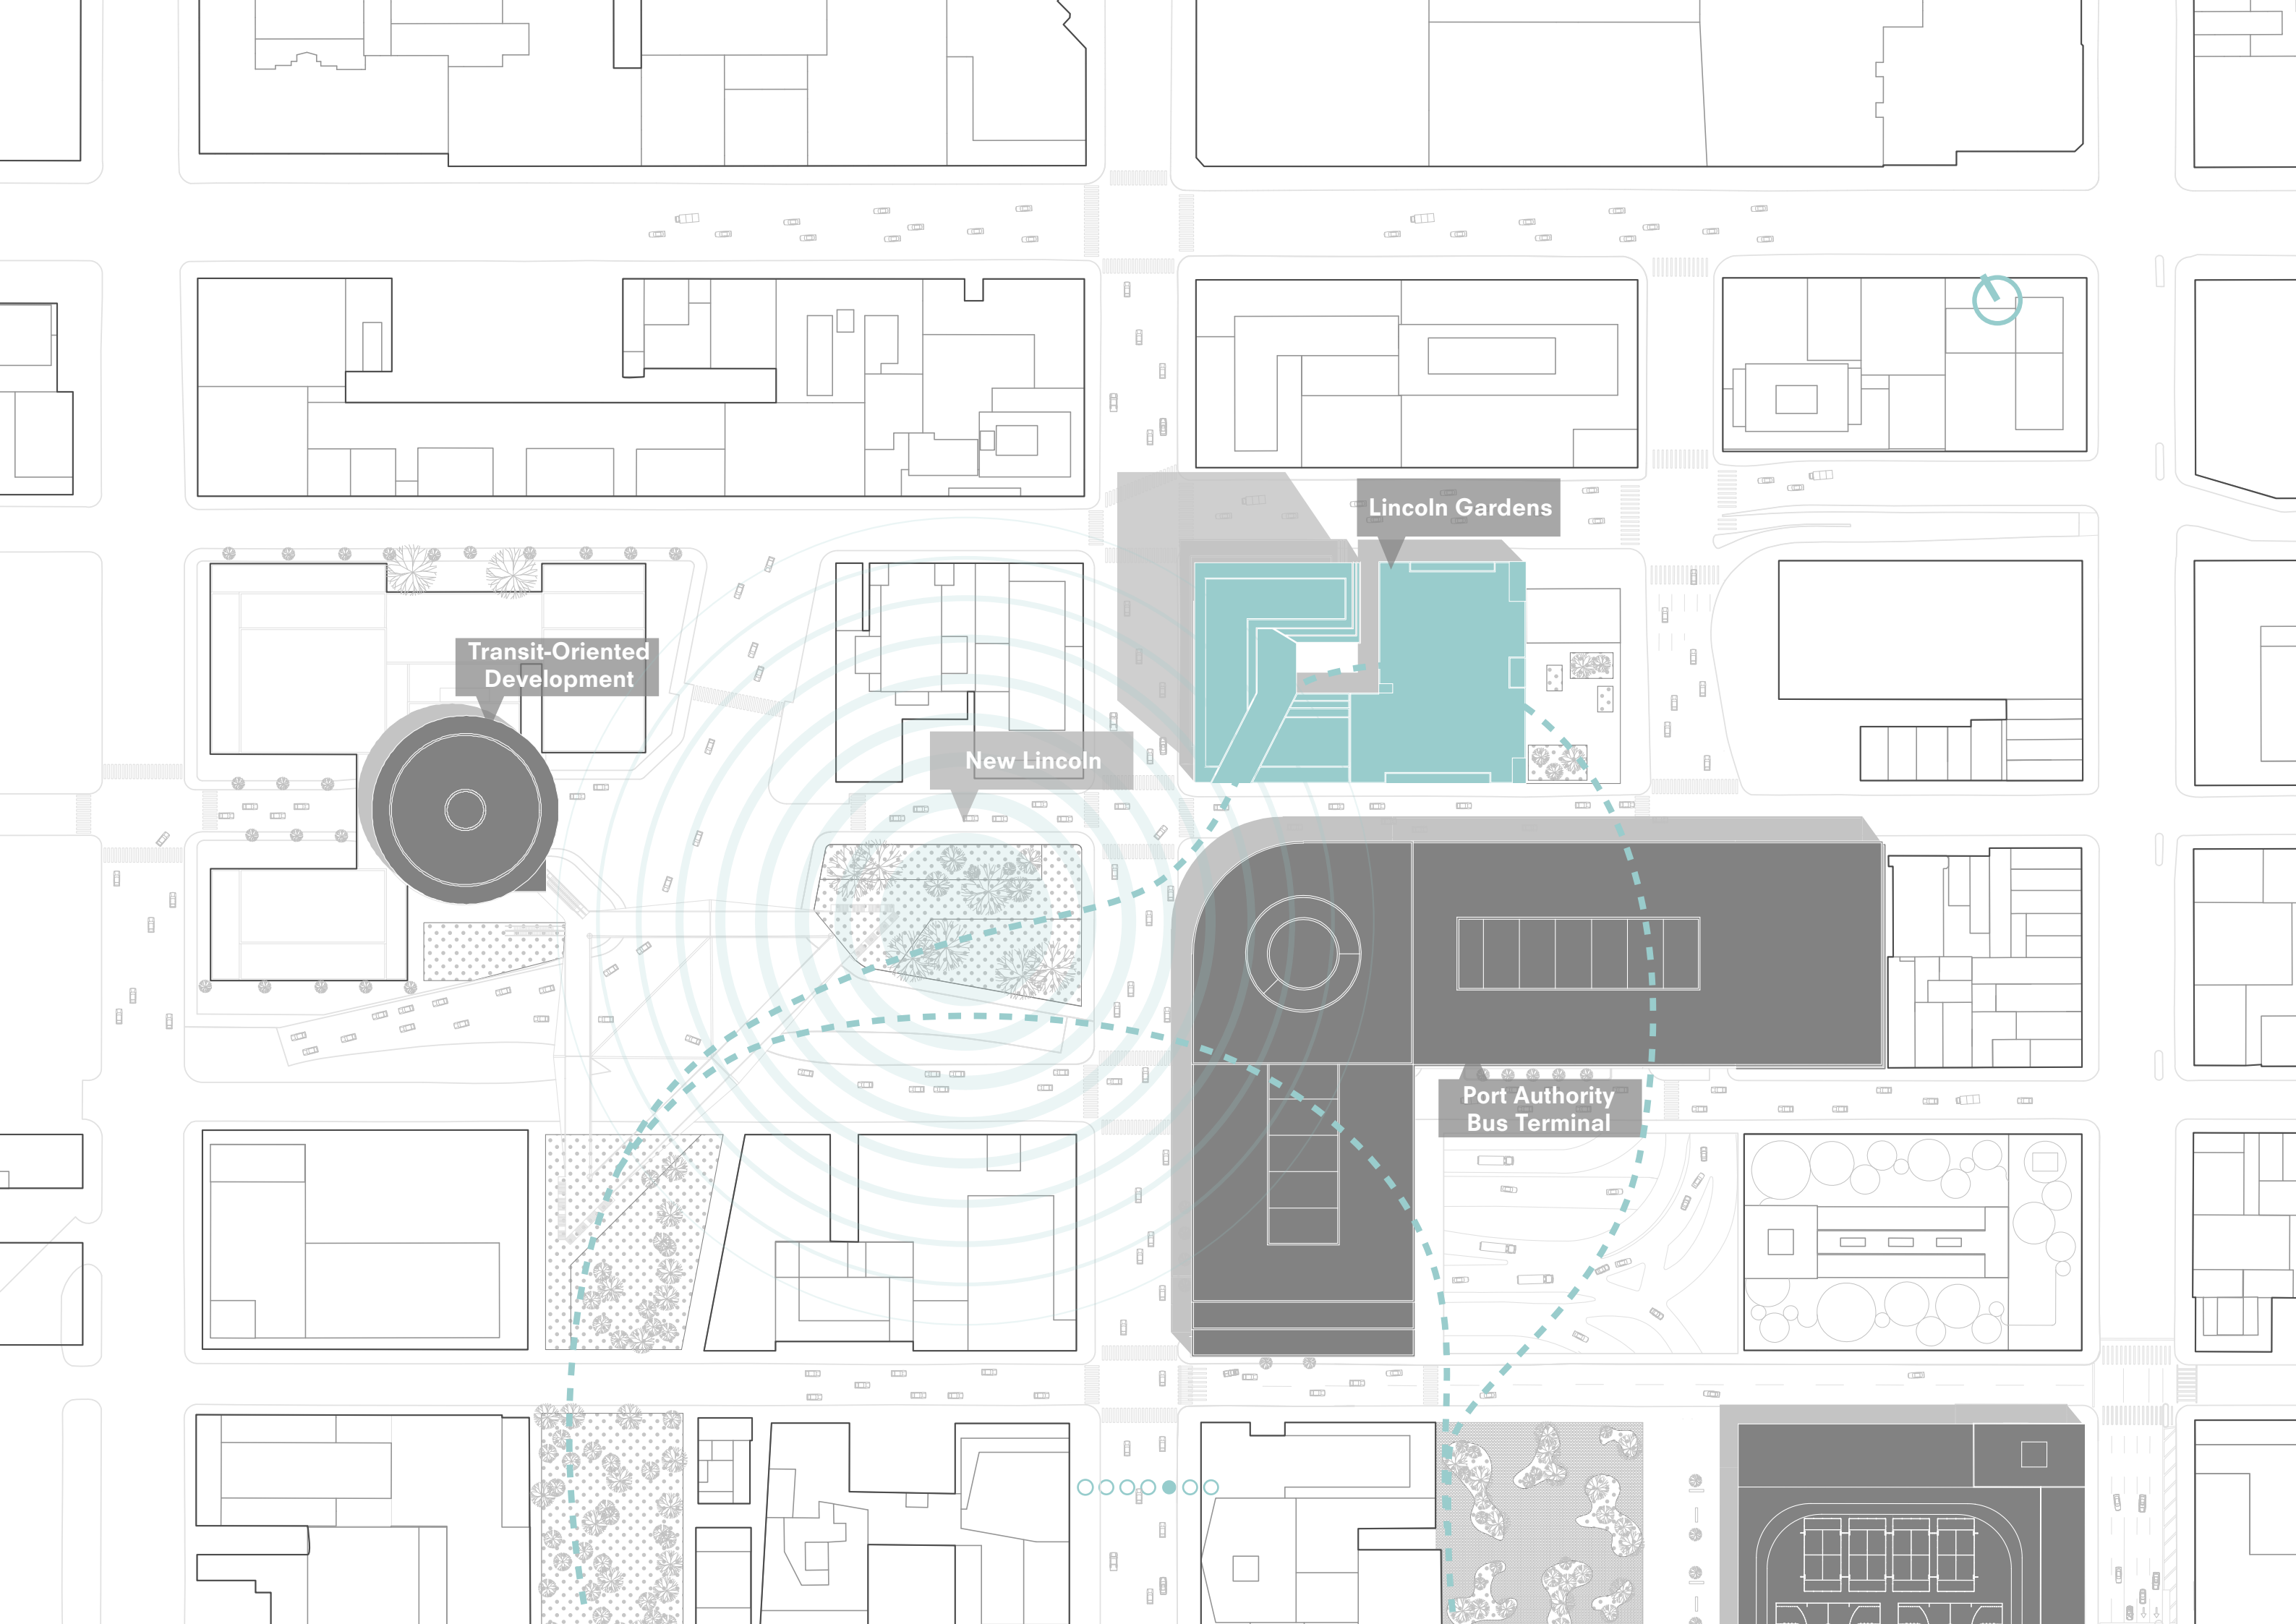 Lincoln Gardens
Transit-Oriented
Development
New Lincoln
Port Authority
Bus Terminal